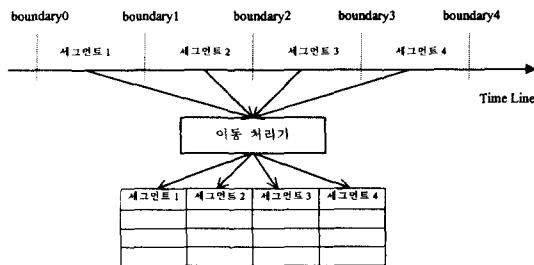 boundary0 boundary1 boundary2 boundary3 boundary4
세그먼트 1 세그먼트 2 세그먼트 3 세그먼트 4
Time Line
이동 처리기
세그먼트 1 세그먼트 2 세그먼트 3 세그먼트 4